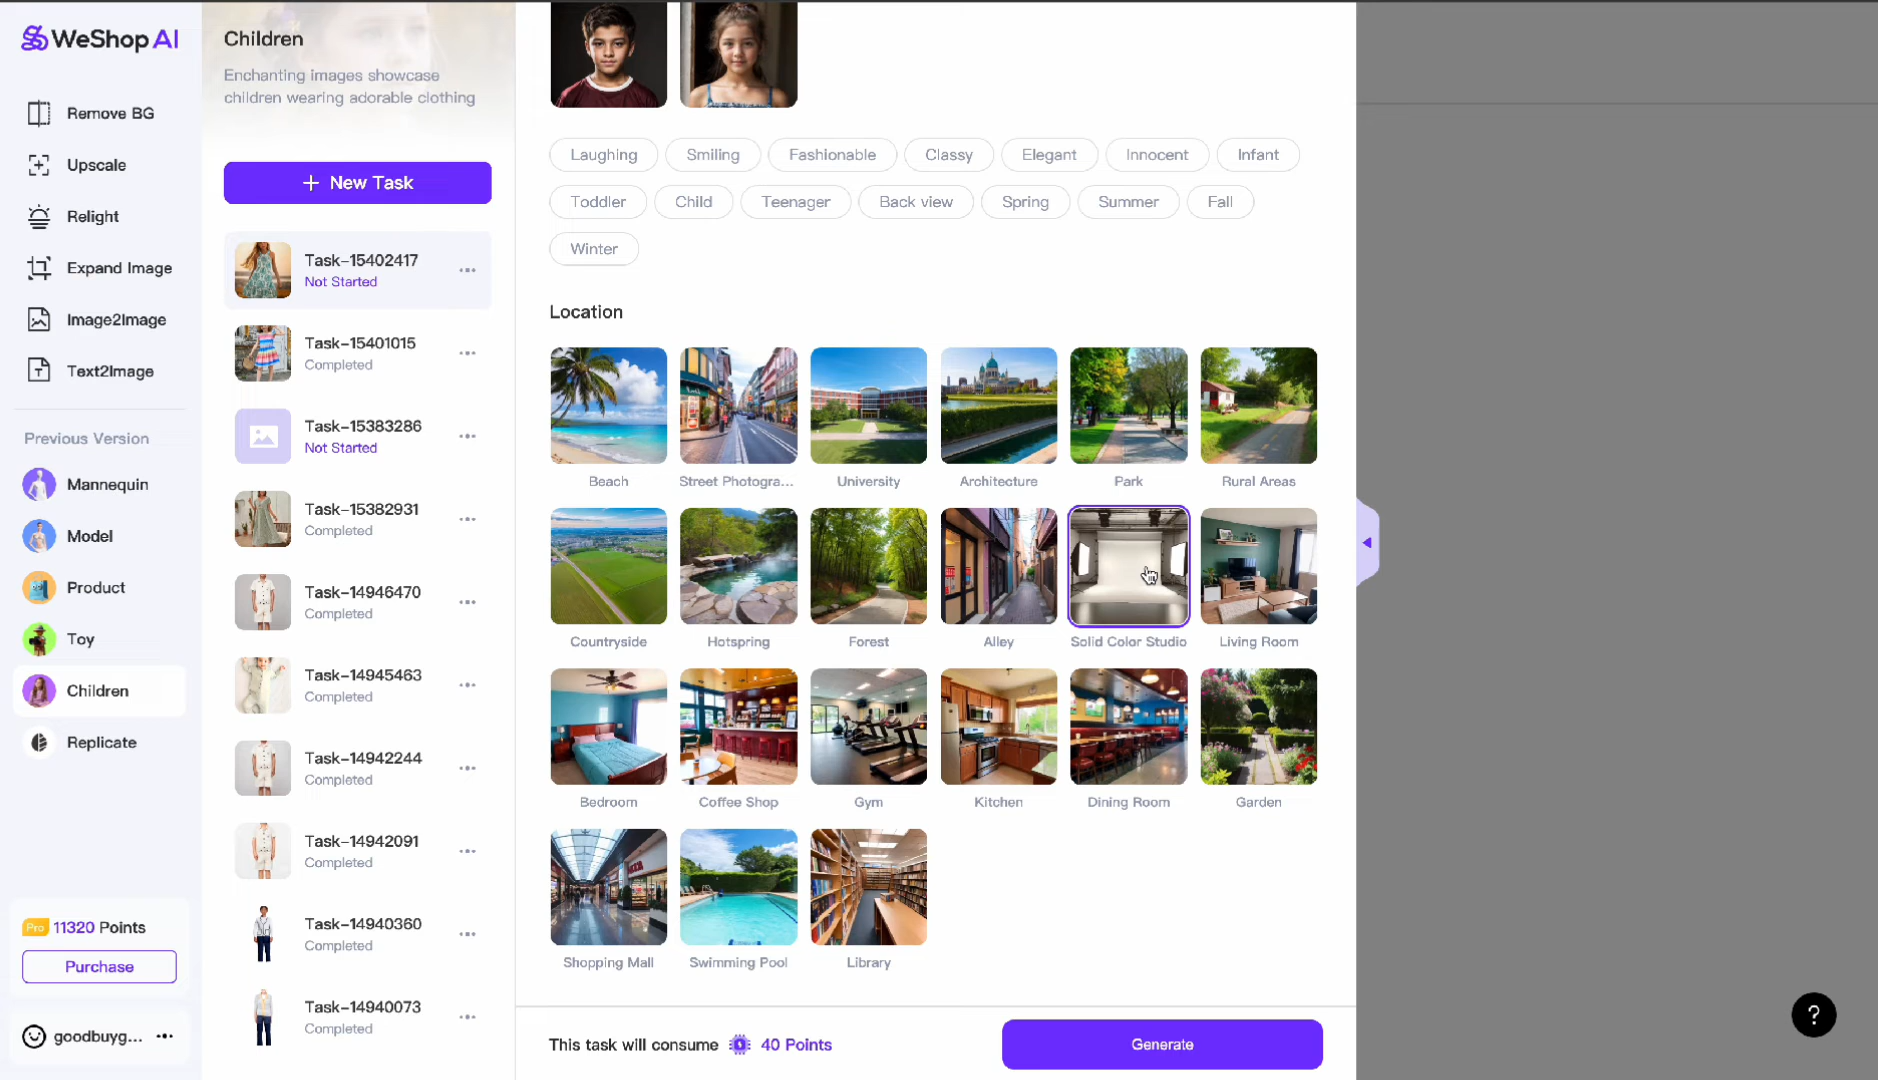 WeShop AI
Remove BG
Upscale
Relight
Expand Image
Image2Image
Text2Image
Previous Version
Mannequin
Model
Product
Toy
Children
Replicate
Pro 11320 Points
Purchase
goodbuyg...
Children
Enchanting images showcase
children wearing adorable clothing
+ New Task
Task-15402417
Not Started
Task-15401015
Completed
Task-15383286
Not Started
Task-15382931
Completed
Task-14946470
Completed
Task-14945463
Completed
Task-14942244
Completed
Task-14942091
Completed
Task-14940360
Completed
Task-14940073
Completed
Laughing Smiling Fashionable Classy Elegant Innocent Infant
Toddler Child Teenager Back view Spring Summer Fall
Winter
Location
Beach Street Photogra... University Architecture Park Rural Areas
Countryside Hotspring Forest Alley Solid Color Studio Living Room
Bedroom Coffee Shop Gym Kitchen Dining Room Garden
Shopping Mall Swimming Pool Library
This task will consume 40 Points
Generate
?